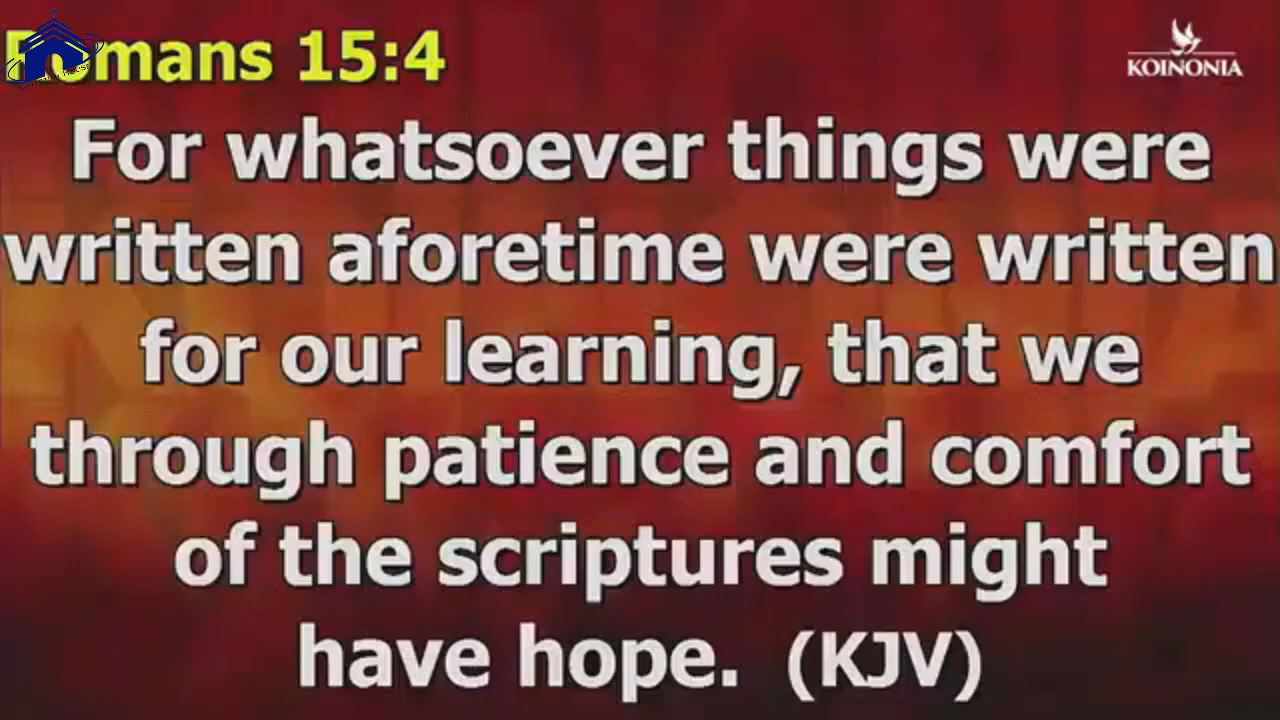 Romans 15:4
KOINONIA
For whatsoever things were
written aforetime were written
for our learning, that we
through patience and comfort
of the scriptures might
have hope. (KJV)